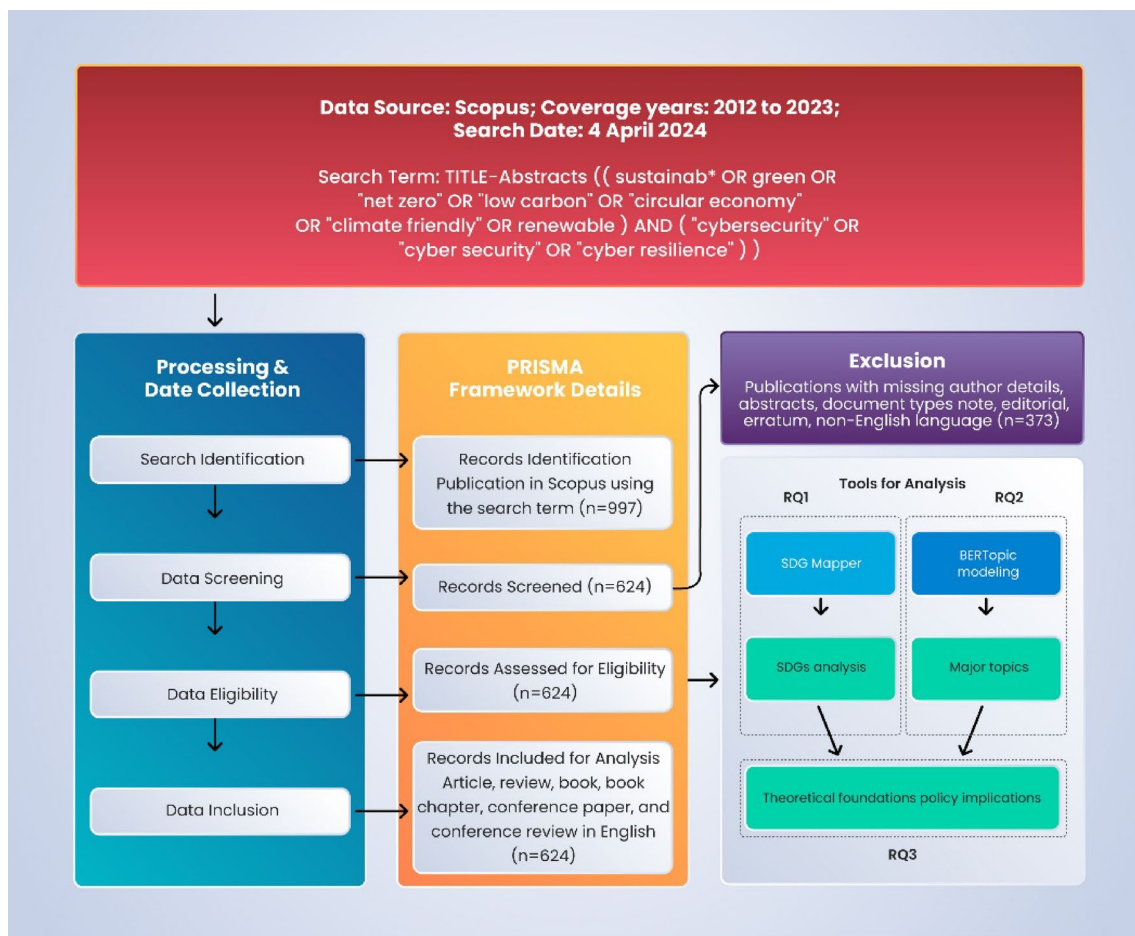 Data Source: Scopus; Coverage years: 2012 to 2023;
Search Date: 4 April 2024
Search Term: TITLE-Abstracts (( sustainab* OR green OR
"net zero" OR "low carbon" OR "circular economy"
OR "climate friendly" OR renewable ) AND ( "cybersecurity" OR
"cyber security" OR "cyber resilience" ) )
Processing &
Date Collection
Search Identification
Data Screening
Data Eligibility
Data Inclusion
PRISMA
Framework Details
Records Identification
Publication in Scopus using
the search term (n=997)
Records Screened (n=624)
Records Assessed for Eligibility
(n=624)
Records Included for Analysis
Article, review, book, book
chapter, conference paper, and
conference review in English
(n=624)
Exclusion
Publications with missing author details,
abstracts, document types note, editorial,
erratum, non-English language (n=373)
Tools for Analysis
RQ1
RQ2
SDG Mapper
BERTopic
modeling
SDGs analysis
Major topics
Theoretical foundations policy implications
RQ3